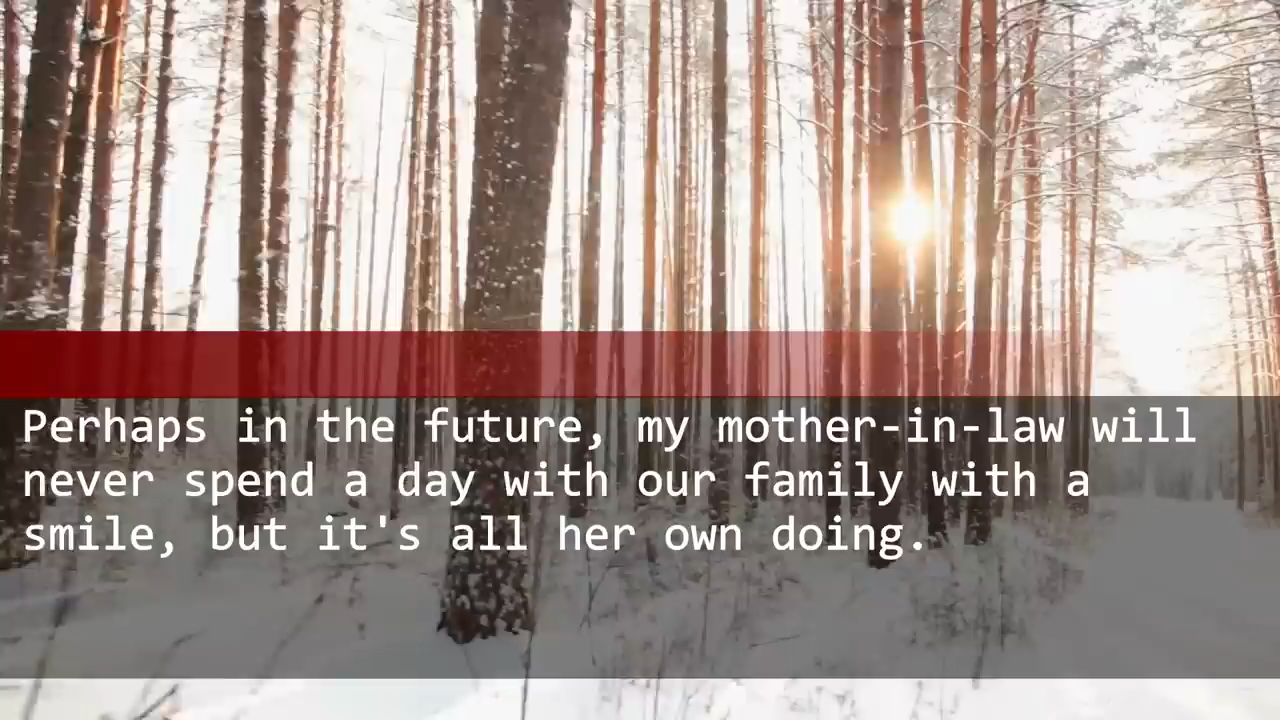 Perhaps in the future, my mother-in-law will
never spend a day with our family with a
smile, but it's all her own doing.